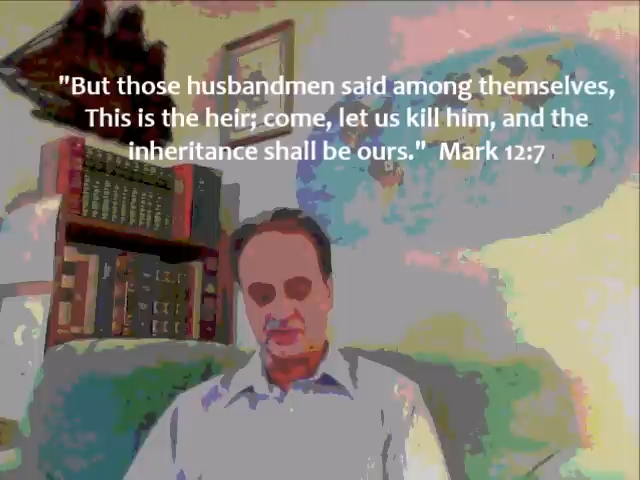 "But those husbandmen said among themselves,
This is the heir; come, let us kill him, and the
inheritance shall be ours."  Mark 12:7